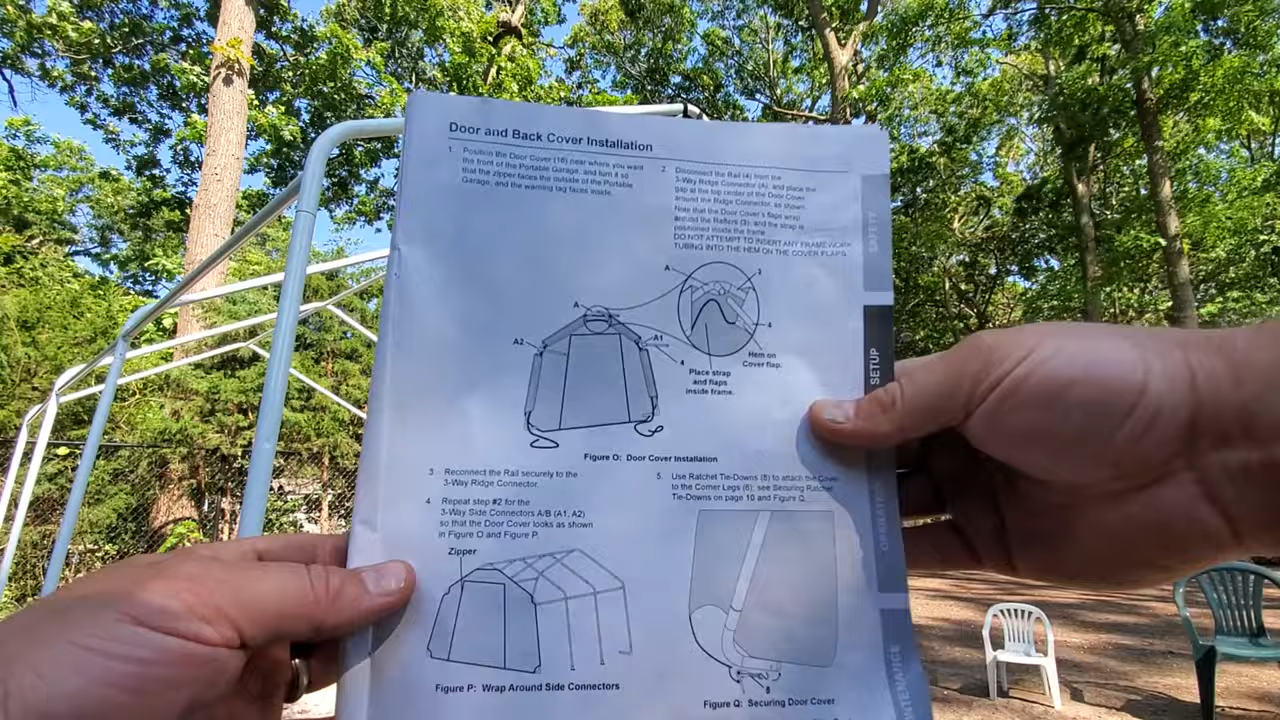 Door and Back Cover Installation
1. Position the Door Cover (16) near where you want
the front of the Portable Garage, and turn it so
that the zipper faces the outside of the Portable
Garage, and the warning tag faces inside.
2. Disconnect the Rail (4) from the
3-Way Ridge Connector (A), and place the
gap at the top center of the Door Cover
around the Ridge Connector, as shown.
Note that the Door Cover's flaps wrap
around the Rafters (3), and the strap is
positioned inside the frame.
DO NOT ATTEMPT TO INSERT ANY FRAMEWORK
TUBING INTO THE HEM ON THE COVER FLAPS.
A
3
A
A2
A1
4
4
Hem on
Cover flap.
Place strap
and flaps
inside frame.
Figure O: Door Cover Installation
3 Reconnect the Rail securely to the
3-Way Ridge Connector.
4. Repeat step #2 for the
3-Way Side Connectors A/B (A1, A2)
so that the Door Cover looks as shown
in Figure O and Figure P.
Zipper
Figure P: Wrap Around Side Connectors
5. Use Ratchet Tie-Downs (8) to attach the Cover
to the Corner Legs (6); see Securing Ratchet
Tie-Downs on page 10 and Figure Q.
8
Figure Q: Securing Door Cover
SAFETY
SETUP